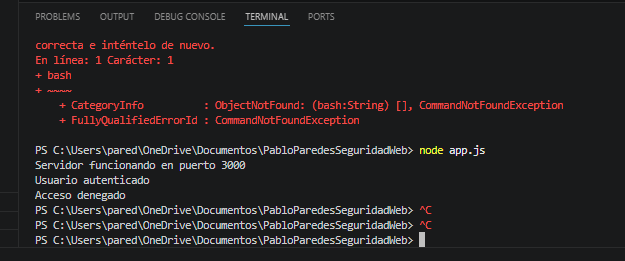 PROBLEMS OUTPUT DEBUG CONSOLE TERMINAL PORTS
correcta e inténtelo de nuevo.
En línea: 1 Carácter: 1
+ bash
+ ~~~~
    + CategoryInfo          : ObjectNotFound: (bash:String) [], CommandNotFoundException
    + FullyQualifiedErrorId : CommandNotFoundException
PS C:\Users\pared\OneDrive\Documentos\PabloParedesSeguridadWeb> node app.js
Servidor funcionando en puerto 3000
Usuario autenticado
Acceso denegado
PS C:\Users\pared\OneDrive\Documentos\PabloParedesSeguridadWeb> ^C
PS C:\Users\pared\OneDrive\Documentos\PabloParedesSeguridadWeb> ^C
PS C:\Users\pared\OneDrive\Documentos\PabloParedesSeguridadWeb>